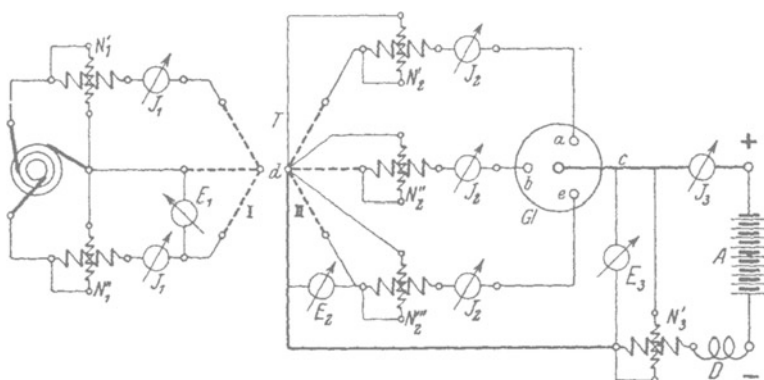 N₁′
J₁
T
N₂′
J₂
a
+
d
E₁
I
II
N₂″
J₂
b
c
e
Gl
J₃
A
N₁″
J₁
E₂
N₂‴
J₂
E₃
N₃′
D
−